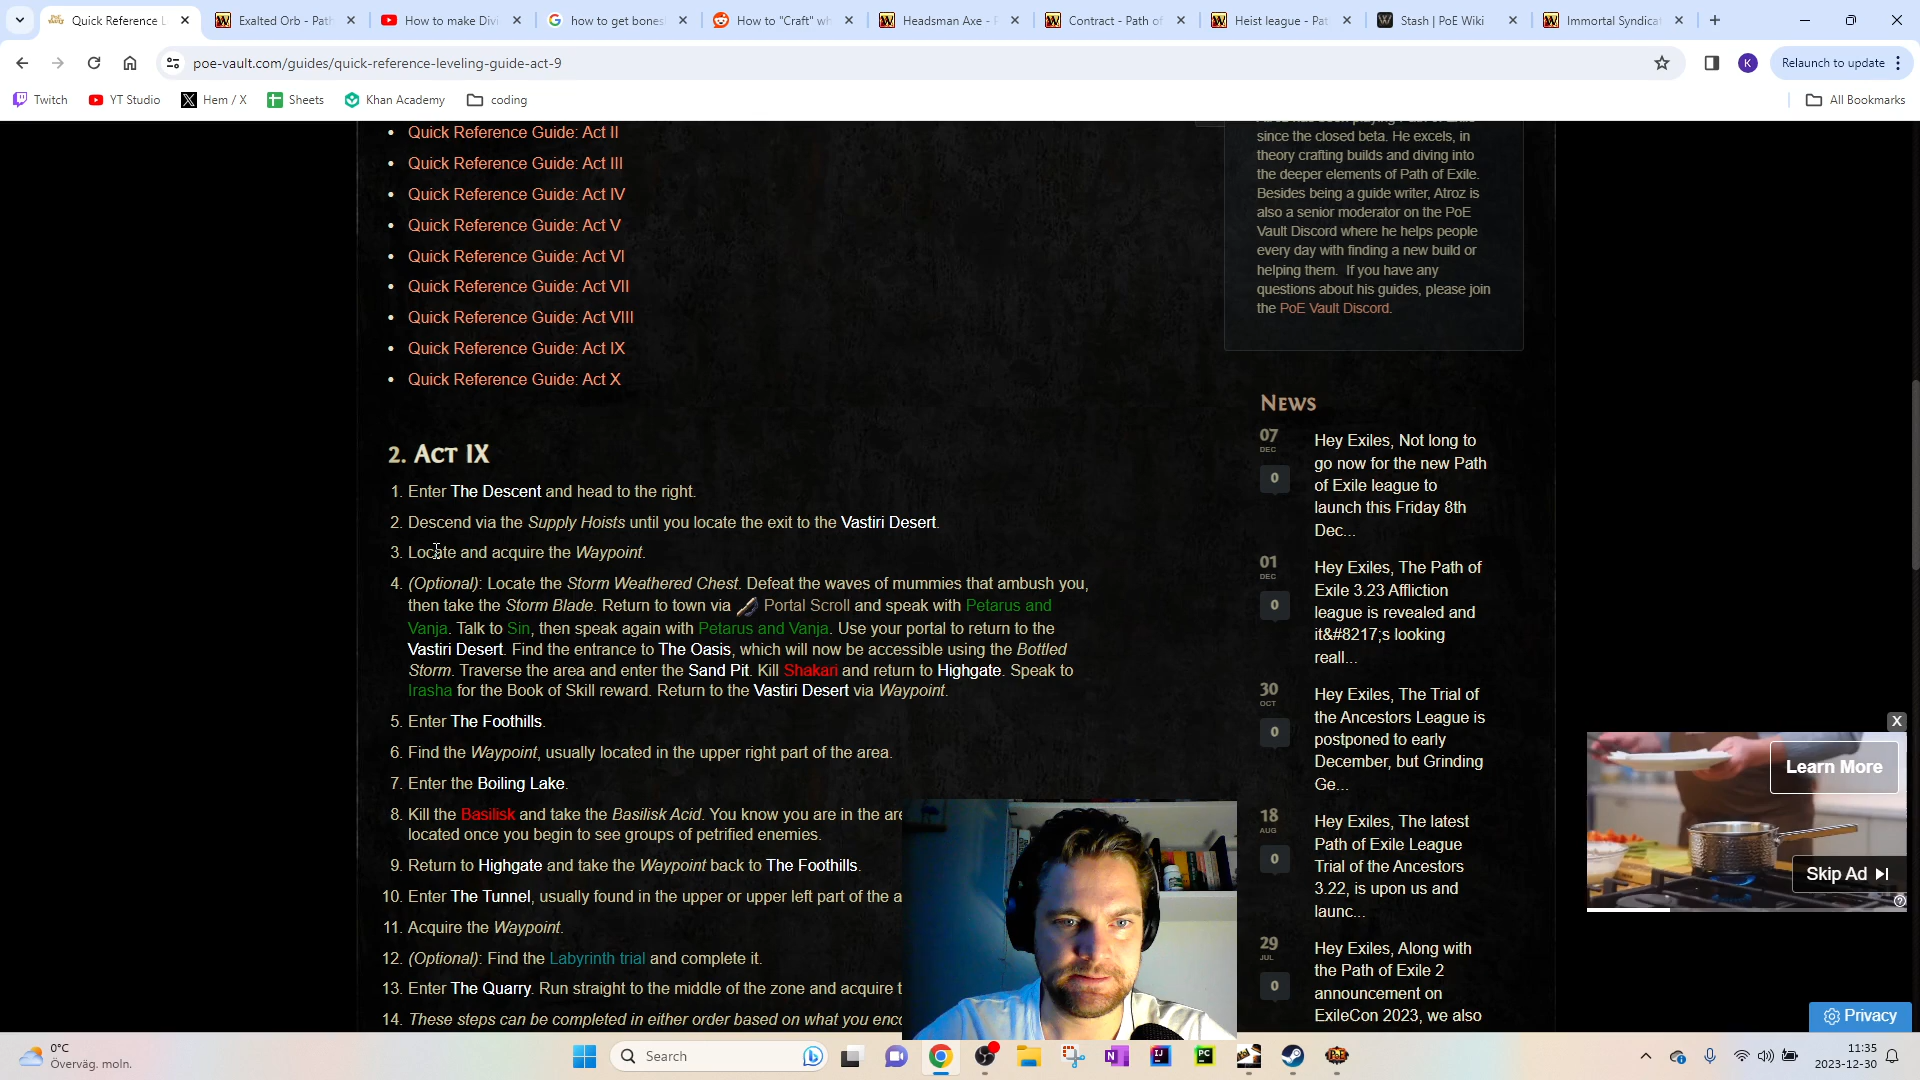 Quick Reference L
Exalted Orb - Path
How to make Divi
how to get bones
How to "Craft" wh
Headsman Axe - P
Contract - Path of
Heist league - Pat
Stash | PoE Wiki
Immortal Syndicat
poe-vault.com/guides/quick-reference-leveling-guide-act-9
K
Relaunch to update
Twitch
YT Studio
Hem / X
Sheets
Khan Academy
coding
All Bookmarks
Quick Reference Guide: Act II
Quick Reference Guide: Act III
Quick Reference Guide: Act IV
Quick Reference Guide: Act V
Quick Reference Guide: Act VI
Quick Reference Guide: Act VII
Quick Reference Guide: Act VIII
Quick Reference Guide: Act IX
Quick Reference Guide: Act X
2. Act IX
1. Enter The Descent and head to the right.
2. Descend via the Supply Hoists until you locate the exit to the Vastiri Desert.
3. Locate and acquire the Waypoint.
4. (Optional): Locate the Storm Weathered Chest. Defeat the waves of mummies that ambush you,
then take the Storm Blade. Return to town via Portal Scroll and speak with Petarus and
Vanja. Talk to Sin, then speak again with Petarus and Vanja. Use your portal to return to the
Vastiri Desert. Find the entrance to The Oasis, which will now be accessible using the Bottled
Storm. Traverse the area and enter the Sand Pit. Kill Shakari and return to Highgate. Speak to
Irasha for the Book of Skill reward. Return to the Vastiri Desert via Waypoint.
5. Enter The Foothills.
6. Find the Waypoint, usually located in the upper right part of the area.
7. Enter the Boiling Lake.
8. Kill the Basilisk and take the Basilisk Acid. You know you are in the are
located once you begin to see groups of petrified enemies.
9. Return to Highgate and take the Waypoint back to The Foothills.
10. Enter The Tunnel, usually found in the upper or upper left part of the a
11. Acquire the Waypoint.
12. (Optional): Find the Labyrinth trial and complete it.
13. Enter The Quarry. Run straight to the middle of the zone and acquire t
14. These steps can be completed in either order based on what you enc
since the closed beta. He excels, in
theory crafting builds and diving into
the deeper elements of Path of Exile.
Besides being a guide writer, Atroz is
also a senior moderator on the PoE
Vault Discord where he helps people
every day with finding a new build or
helping them. If you have any
questions about his guides, please join
the PoE Vault Discord.
News
07
DEC
0
Hey Exiles, Not long to
go now for the new Path
of Exile league to
launch this Friday 8th
Dec...
01
DEC
0
Hey Exiles, The Path of
Exile 3.23 Affliction
league is revealed and
it&#8217;s looking
reall...
30
OCT
0
Hey Exiles, The Trial of
the Ancestors League is
postponed to early
December, but Grinding
Ge...
18
AUG
0
Hey Exiles, The latest
Path of Exile League
Trial of the Ancestors
3.22, is upon us and
launc...
29
JUL
0
Hey Exiles, Along with
the Path of Exile 2
announcement on
ExileCon 2023, we also
X
Learn More
Skip Ad
Privacy
0°C
Överväg. moln.
Search
11:35
2023-12-30